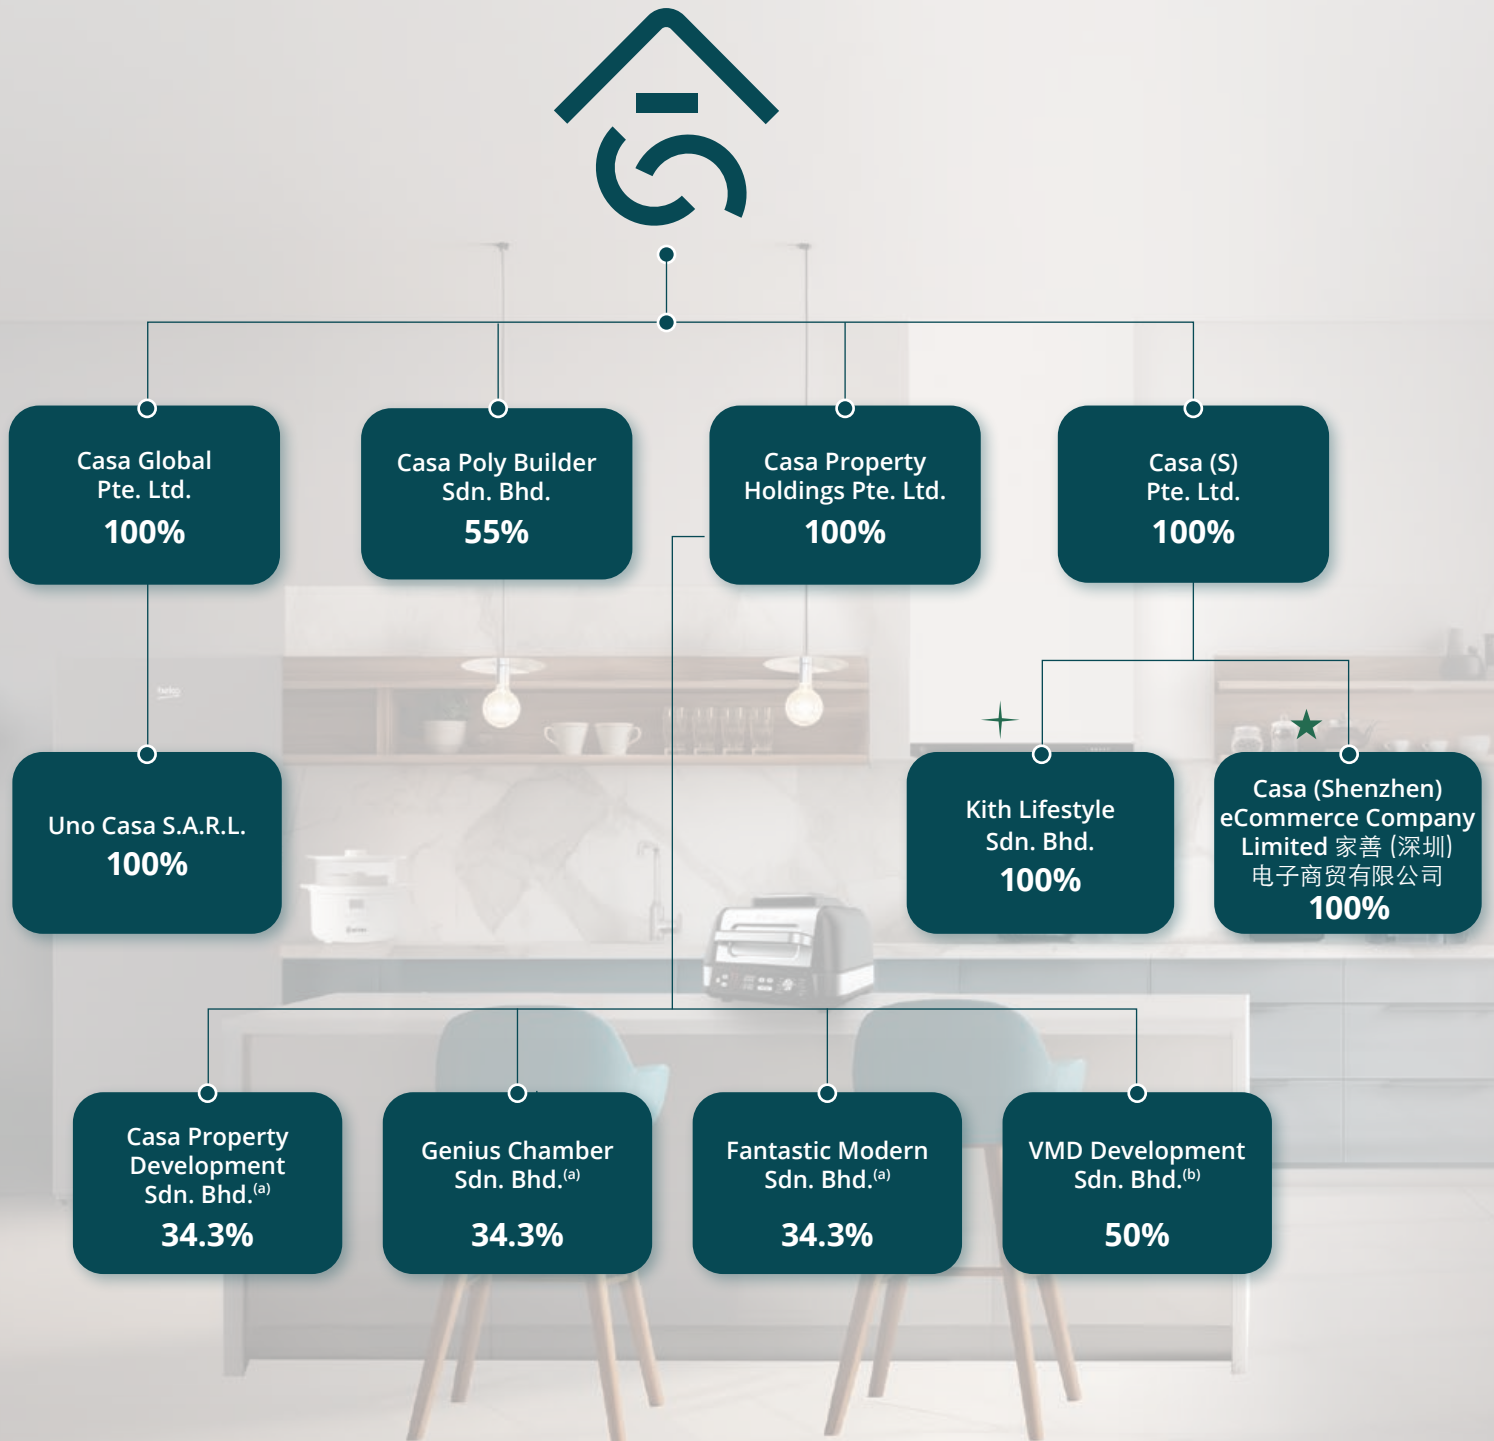 Casa Global
Pte. Ltd.
100%
Casa Poly Builder
Sdn. Bhd.
55%
Casa Property
Holdings Pte. Ltd.
100%
Casa (S)
Pte. Ltd.
100%
beko
Uno Casa S.A.R.L.
100%
Kith Lifestyle
Sdn. Bhd.
100%
Casa (Shenzhen)
eCommerce Company
Limited 家善 (深圳)
电子商贸有限公司
100%
Casa Property
Development
Sdn. Bhd.(a)
34.3%
Genius Chamber
Sdn. Bhd.(a)
34.3%
Fantastic Modern
Sdn. Bhd.(a)
34.3%
VMD Development
Sdn. Bhd.(b)
50%